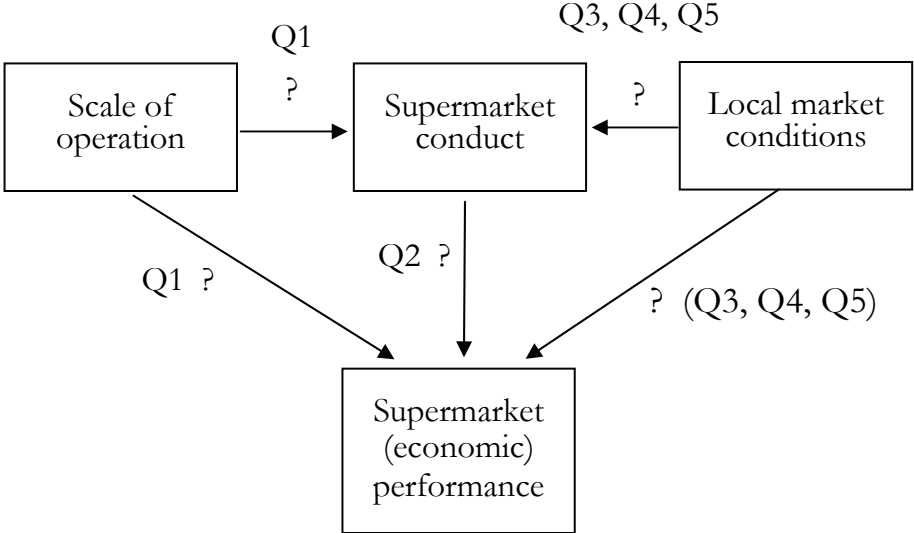 Q1
Q3, Q4, Q5
?
?
Scale of
operation
Supermarket
conduct
Local market
conditions
Q1 ?
Q2 ?
? (Q3, Q4, Q5)
Supermarket
(economic)
performance